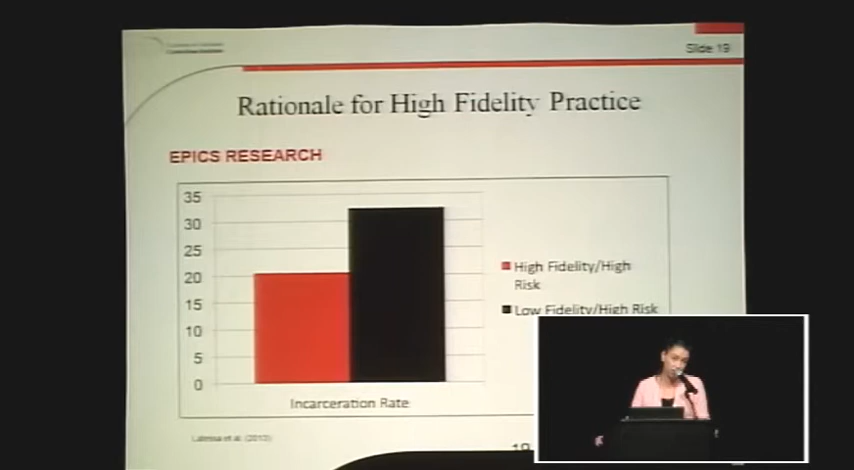 Slide 19
Rationale for High Fidelity Practice
EPICS RESEARCH
35
30
25
20
15
10
5
0
High Fidelity/High
Risk
Low Fidelity/High Risk
Incarceration Rate
19